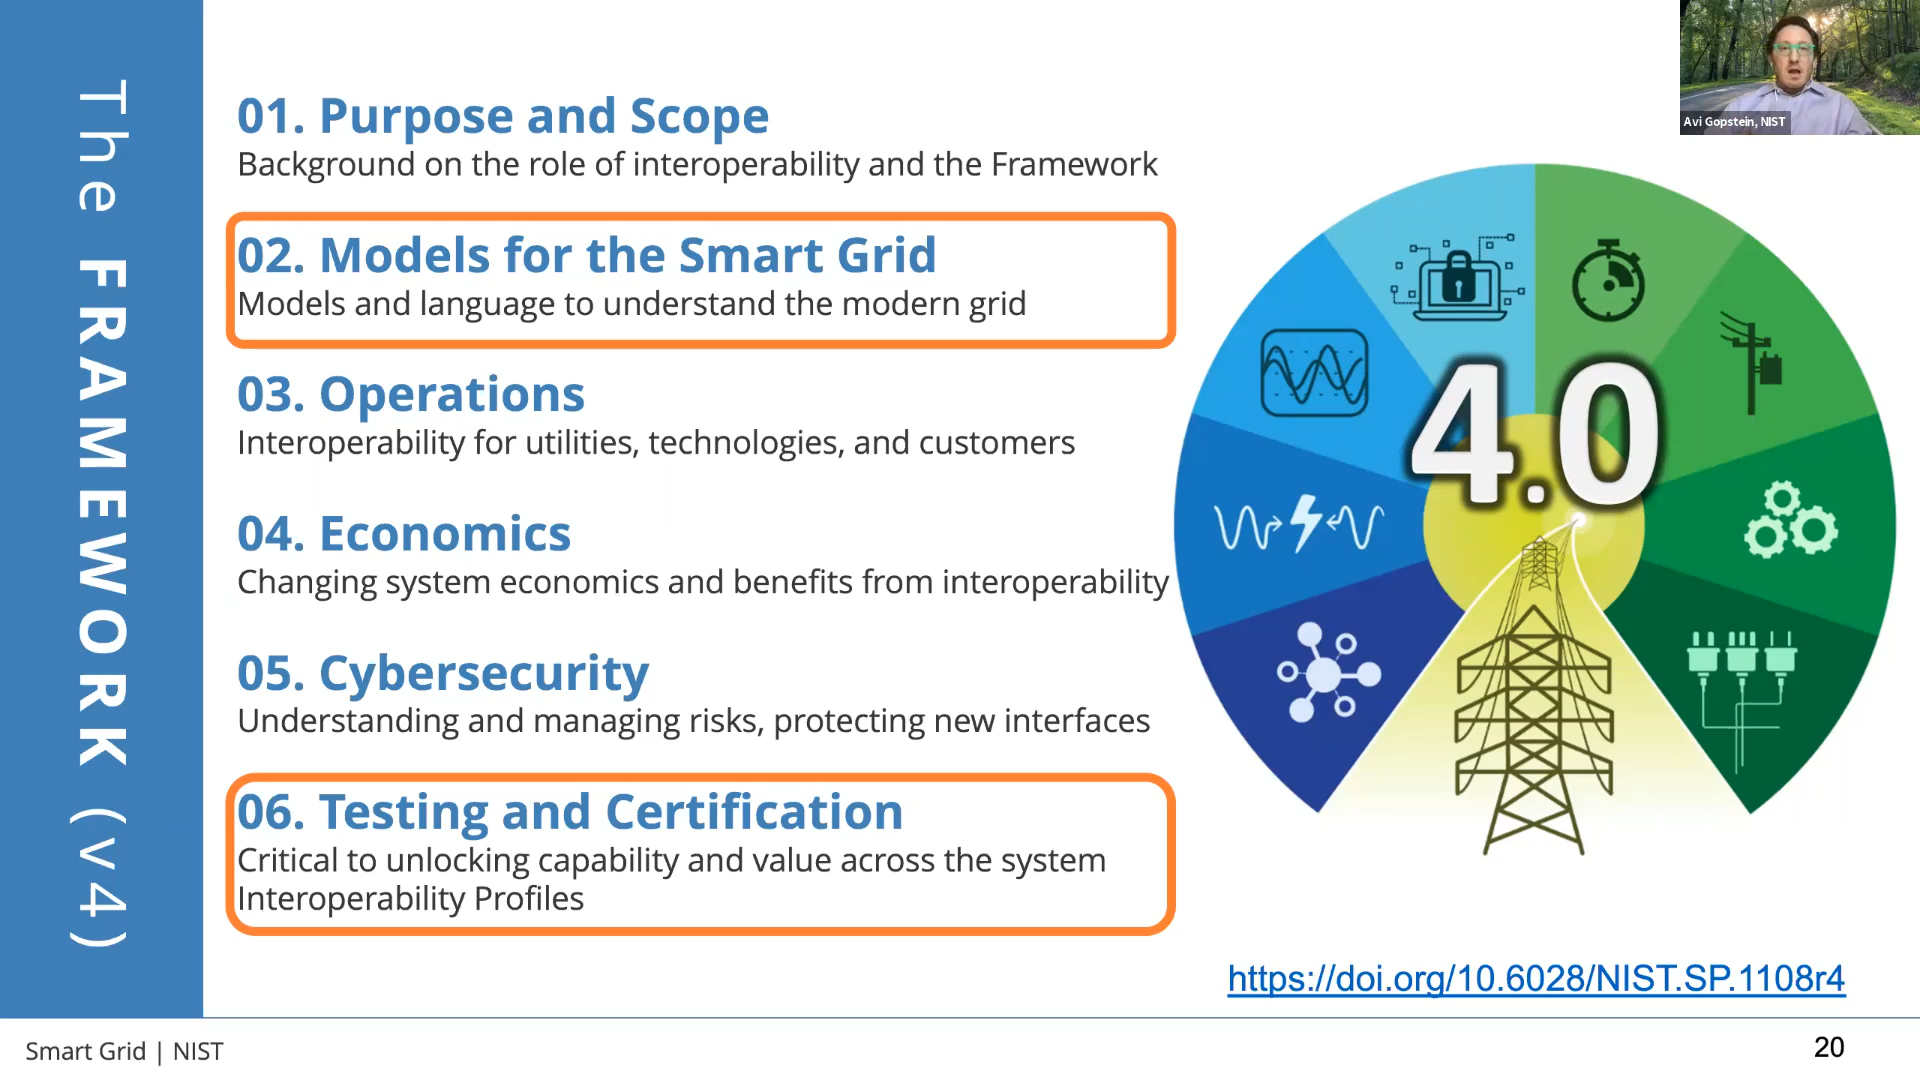 The FRAMEWORK (v4)
01. Purpose and Scope
Background on the role of interoperability and the Framework
02. Models for the Smart Grid
Models and language to understand the modern grid
03. Operations
Interoperability for utilities, technologies, and customers
04. Economics
Changing system economics and benefits from interoperability
05. Cybersecurity
Understanding and managing risks, protecting new interfaces
06. Testing and Certification
Critical to unlocking capability and value across the system
Interoperability Profiles
Avi Gopstein, NIST
4.0
https://doi.org/10.6028/NIST.SP.1108r4
Smart Grid | NIST
20